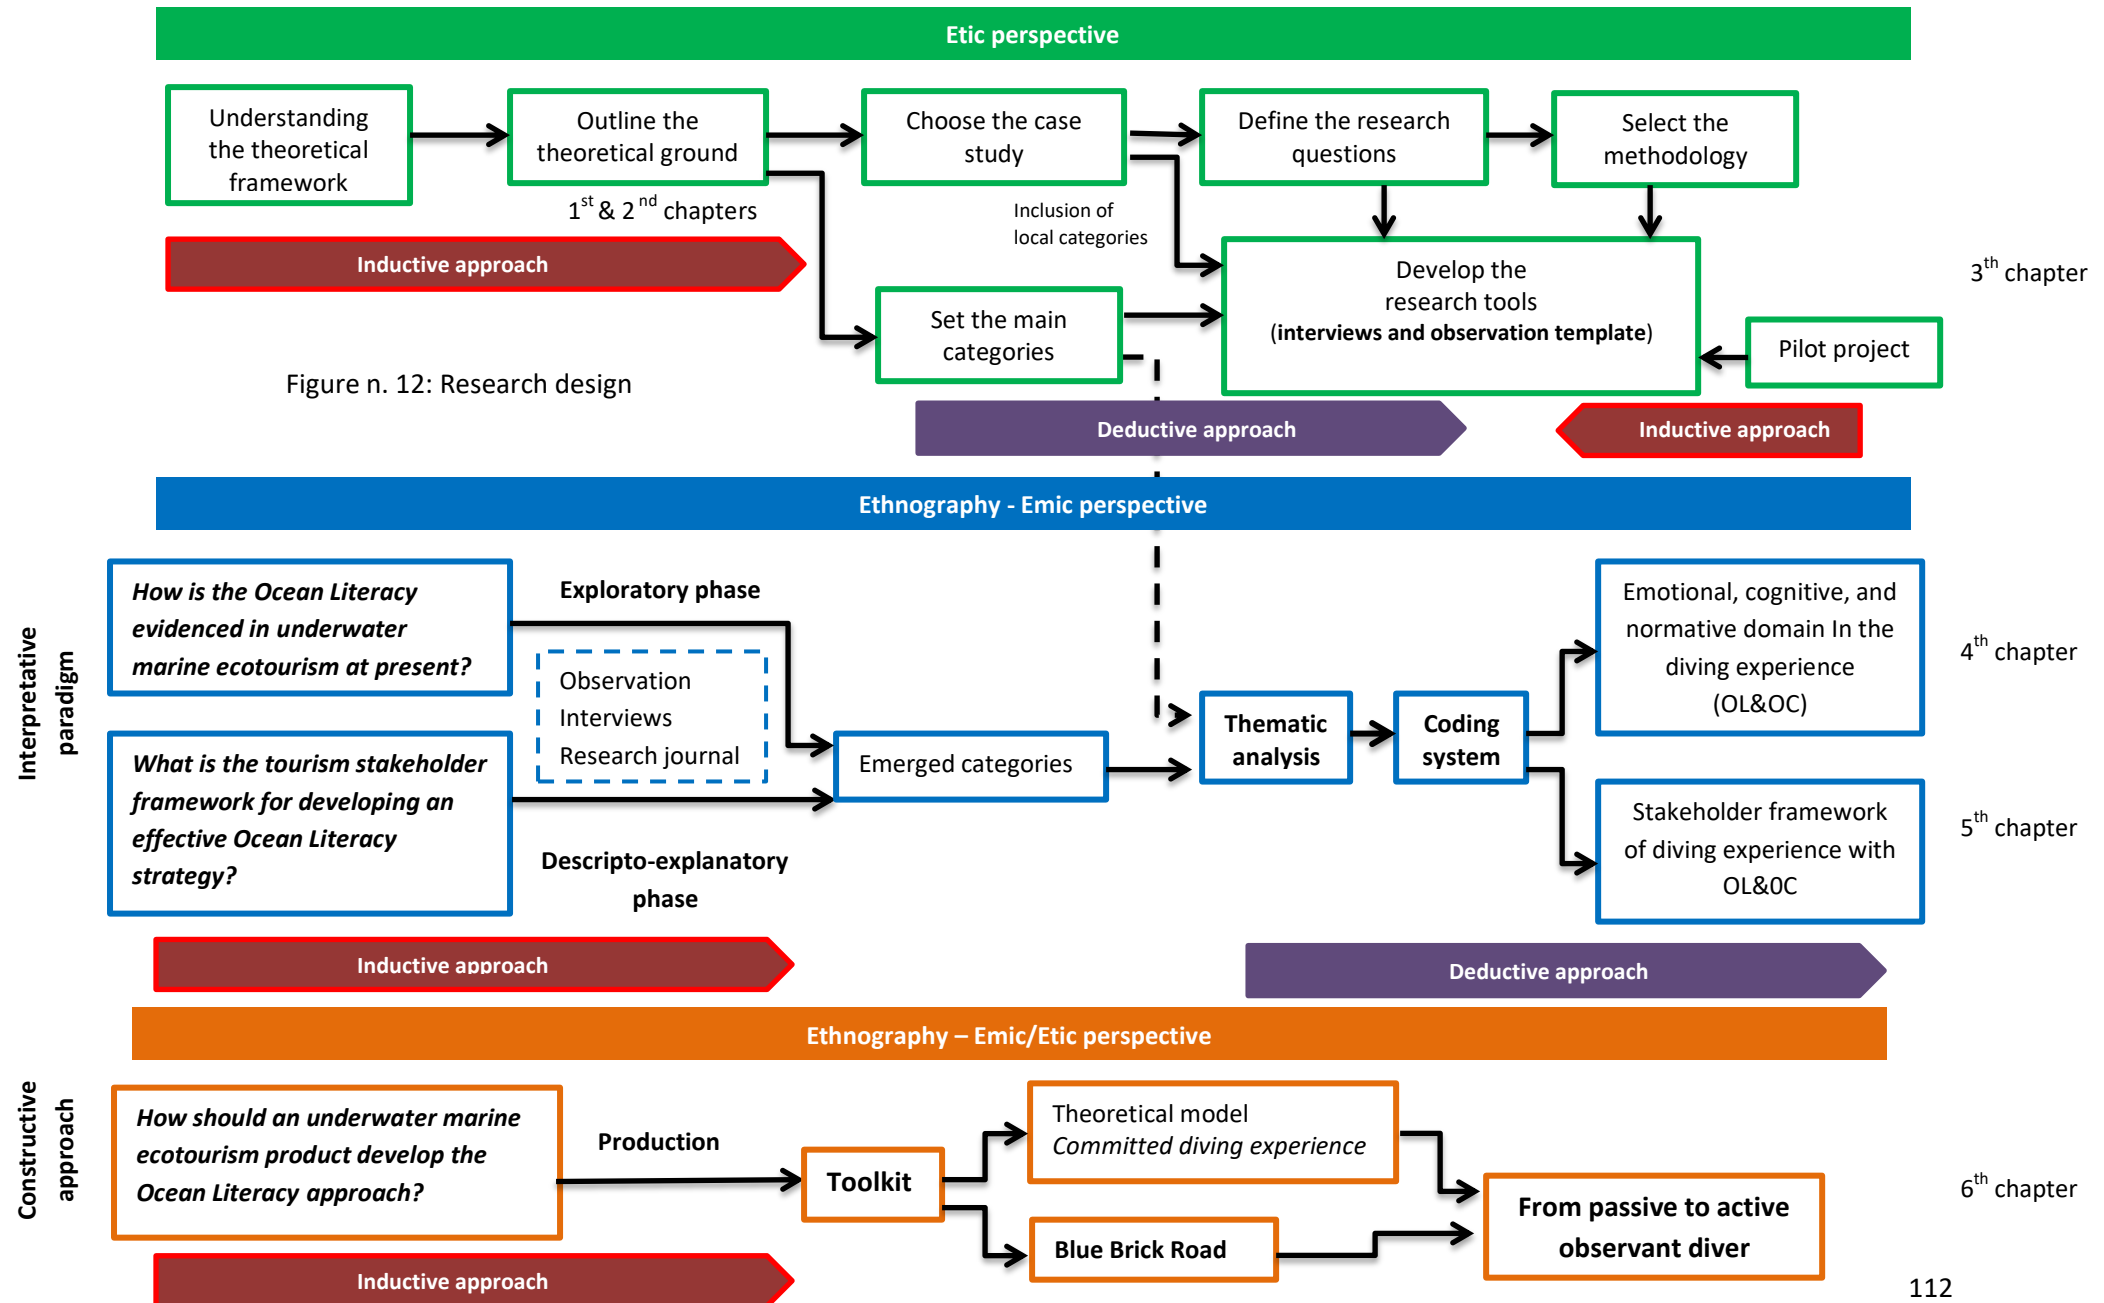 Etic perspective
Understanding
the theoretical
framework
Outline the
theoretical ground
Choose the case
study
Define the research
questions
Select the
methodology
1st & 2nd chapters
Inclusion of
local categories
Inductive approach
Develop the
research tools
(interviews and observation template)
3th chapter
Set the main
categories
Pilot project
Figure n. 12: Research design
Deductive approach
Inductive approach
Ethnography - Emic perspective
Interpretative
paradigm
How is the Ocean Literacy
evidenced in underwater
marine ecotourism at present?
Exploratory phase
Observation
Interviews
Research journal
What is the tourism stakeholder
framework for developing an
effective Ocean Literacy
strategy?
Descripto-explanatory
phase
Emerged categories
Thematic
analysis
Coding
system
Emotional, cognitive, and
normative domain In the
diving experience
(OL&OC)
4th chapter
Stakeholder framework
of diving experience with
OL&0C
5th chapter
Inductive approach
Deductive approach
Ethnography – Emic/Etic perspective
Constructive
approach
How should an underwater marine
ecotourism product develop the
Ocean Literacy approach?
Production
Toolkit
Theoretical model
Committed diving experience
Blue Brick Road
From passive to active
observant diver
6th chapter
Inductive approach
112